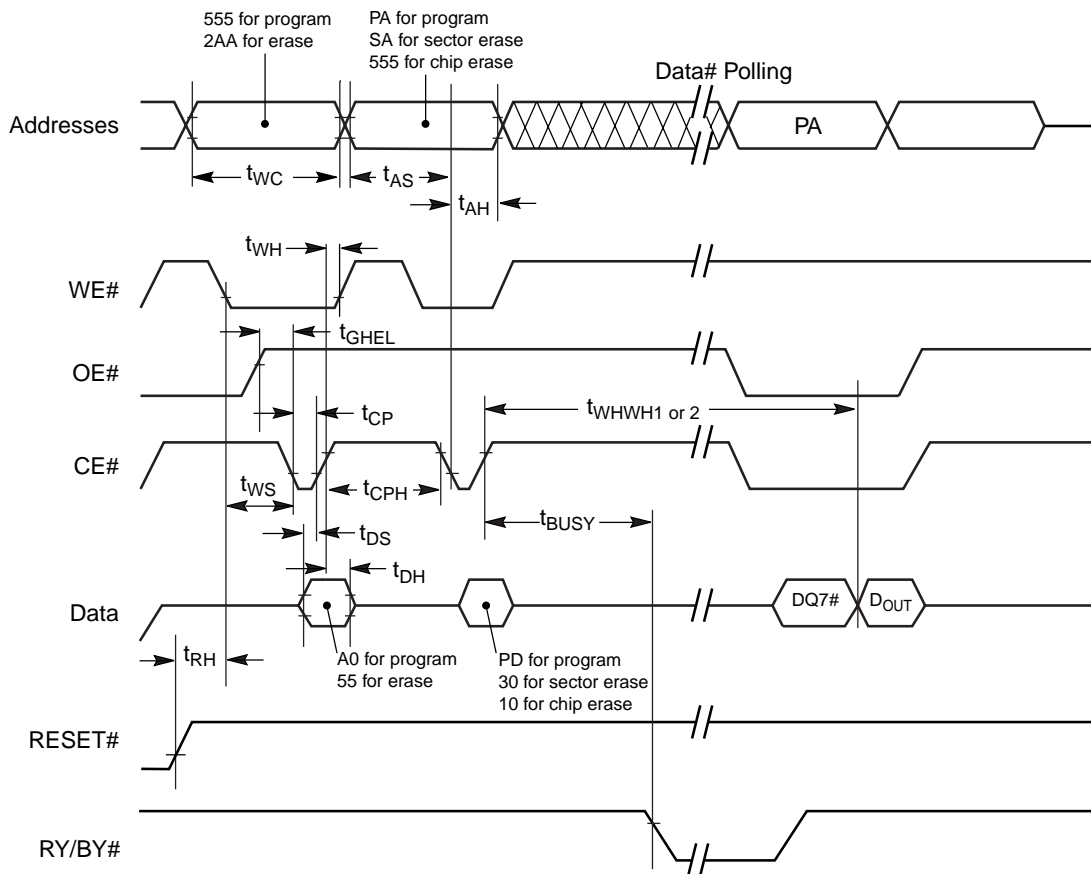 555 for program
2AA for erase
PA for program
SA for sector erase
555 for chip erase
Data# Polling
Addresses
PA
tWC
tAS
tAH
tWH
WE#
tGHEL
OE#
tWHWH1 or 2
tCP
CE#
tWS
tCPH
tBUSY
tDS
tDH
Data
DQ7#
DOUT
tRH
A0 for program
55 for erase
PD for program
30 for sector erase
10 for chip erase
RESET#
RY/BY#